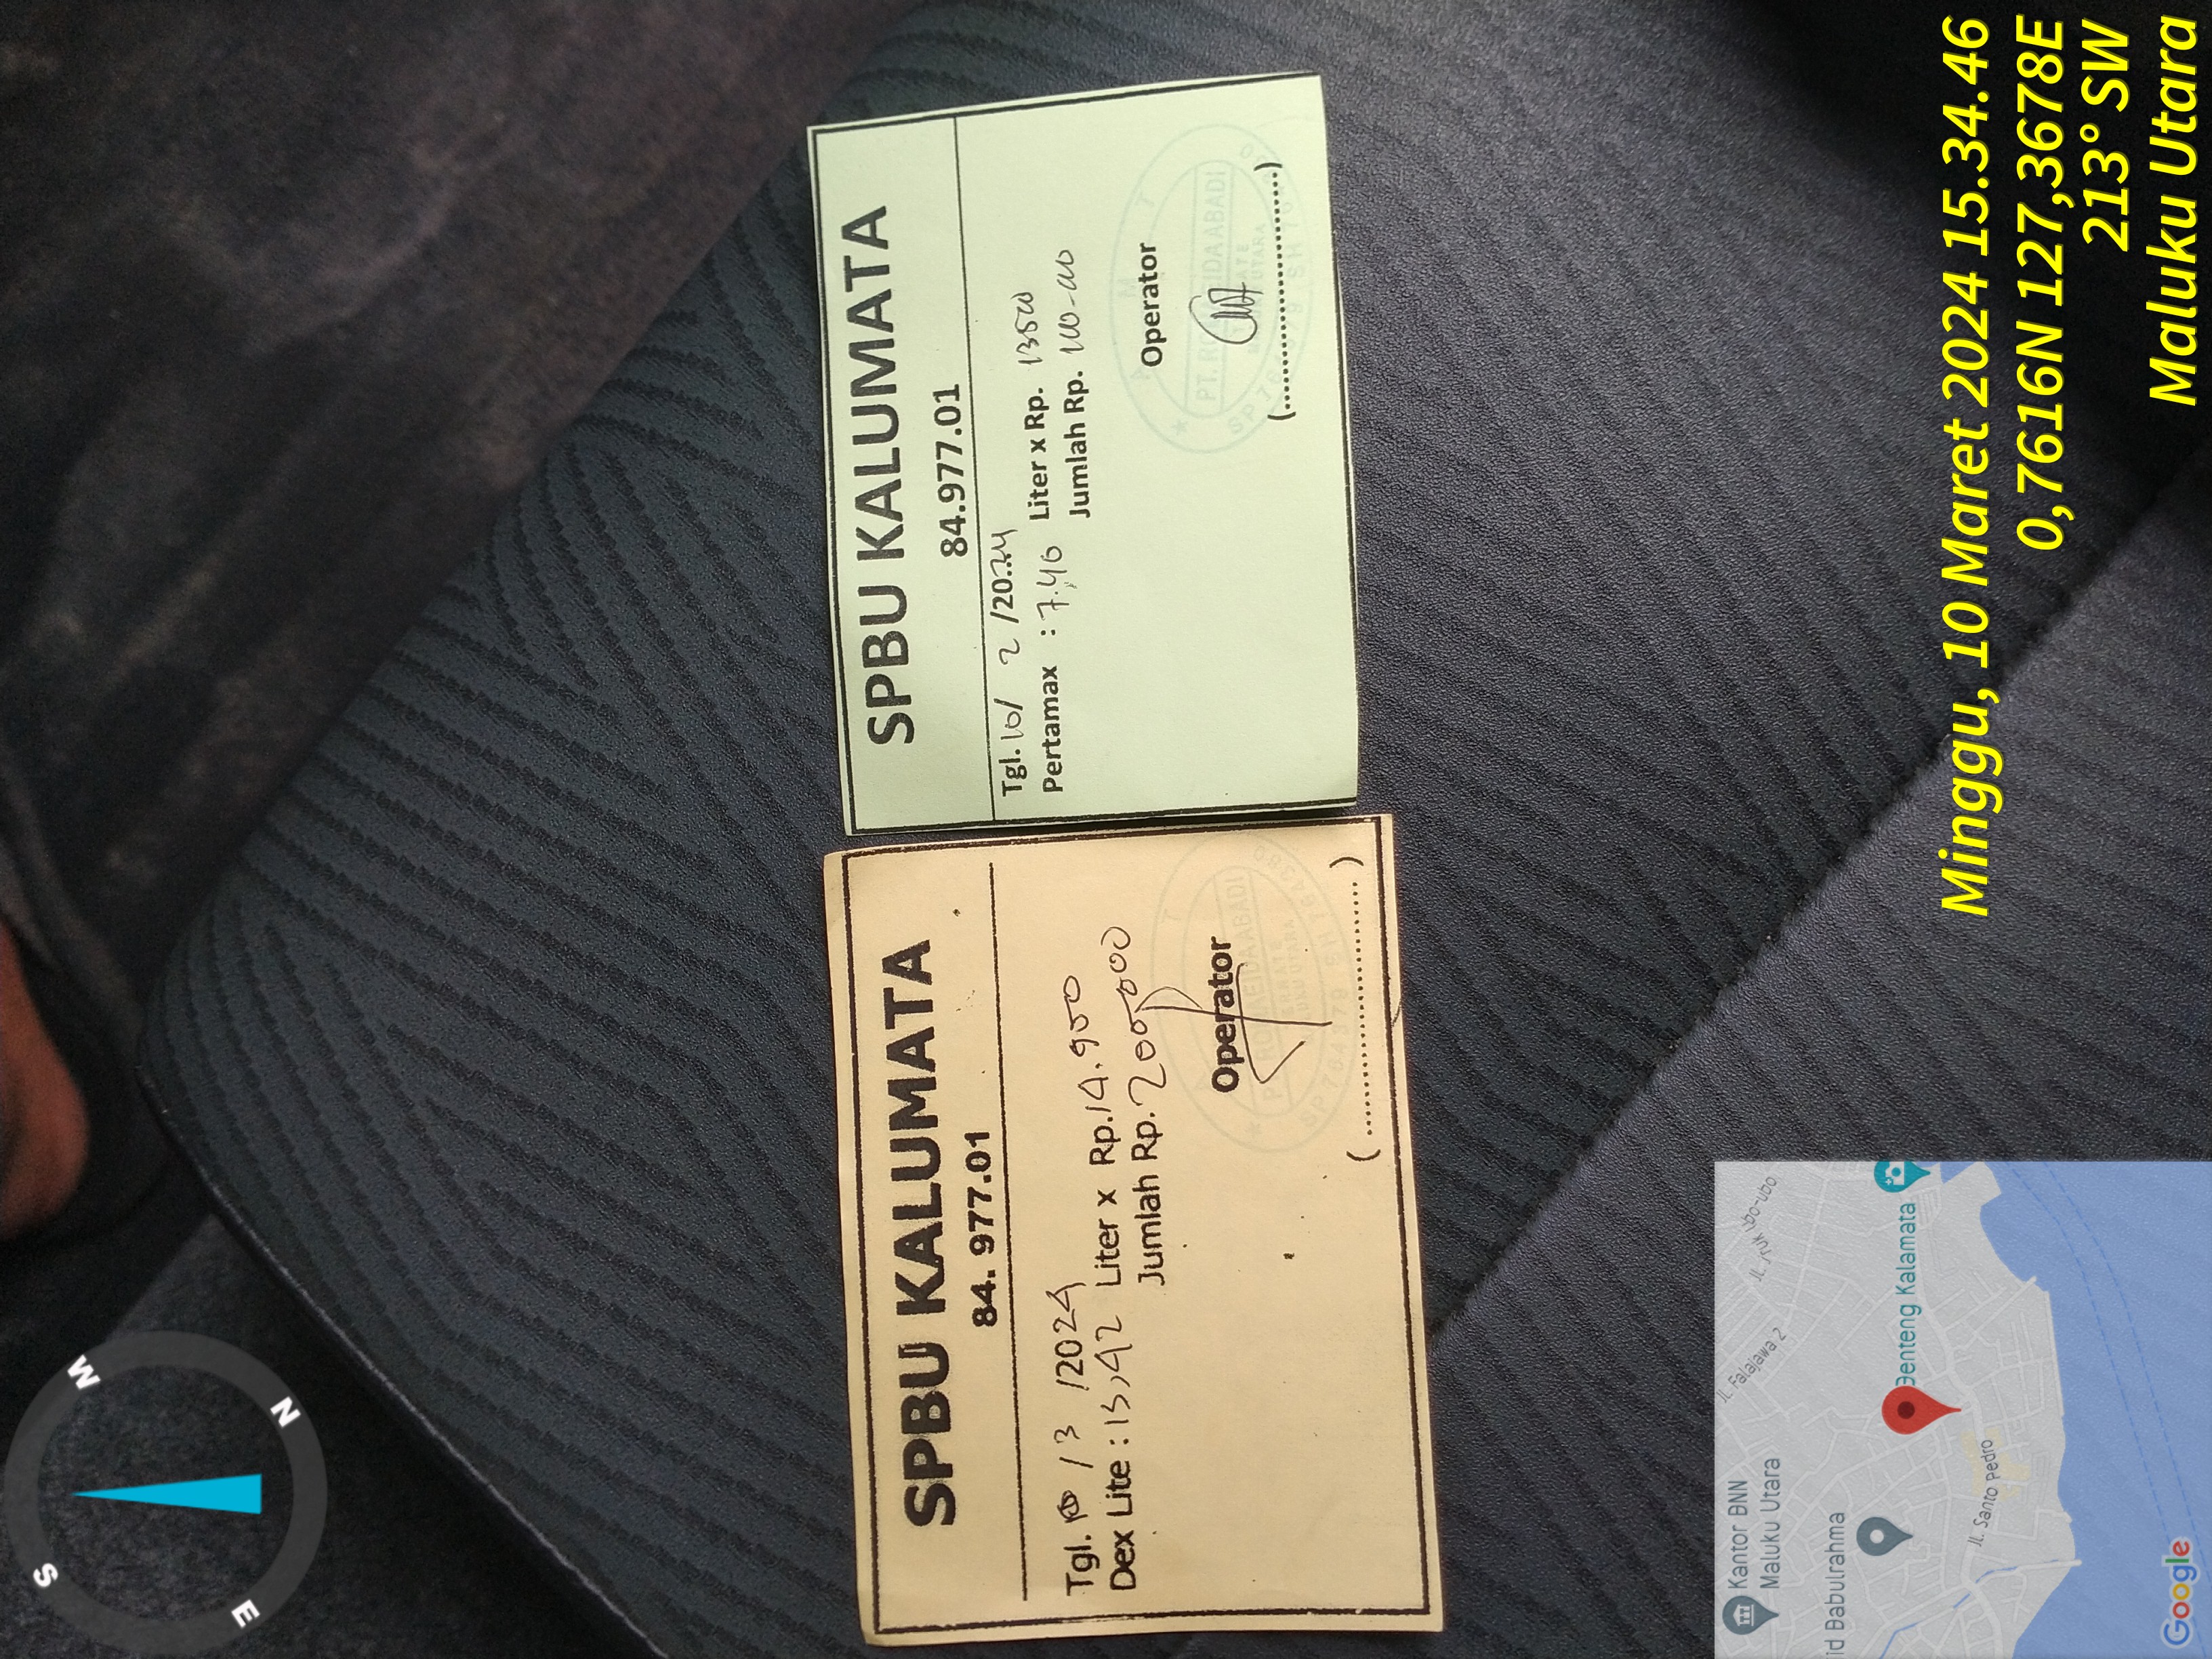 SPBU KALUMATA
84. 977.01
Tgl. 10 / 3 /2024
Dex Lite : 13,42 Liter x Rp. 14.900
Jumlah Rp. 200.000
Operator
(....................)
SPBU KALUMATA
84.977.01
Tgl. 10/ 2 /2024
Pertamax : 7,46 Liter x Rp. 13500
Jumlah Rp. 100-000
Operator
(....................)
Minggu, 10 Maret 2024 15.34.46
0,7616N 127,3678E
213° SW
Maluku Utara
N
E
S
W
Kantor BNN
Maluku Utara
id Babulrahma
Jl. Falajawa 2
Benteng Kalamata
Jl. Santo Pedro
Google